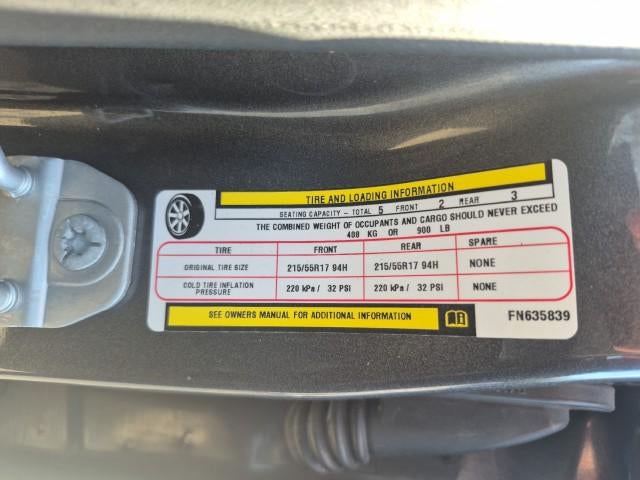 TIRE AND LOADING INFORMATION
SEATING CAPACITY - TOTAL 5 FRONT 2 REAR 3
THE COMBINED WEIGHT OF OCCUPANTS AND CARGO SHOULD NEVER EXCEED
408 KG OR 900 LB
TIRE FRONT REAR SPARE
ORIGINAL TIRE SIZE 215/55R17 94H 215/55R17 94H NONE
COLD TIRE INFLATION PRESSURE 220 kPa / 32 PSI 220 kPa / 32 PSI NONE
SEE OWNERS MANUAL FOR ADDITIONAL INFORMATION
FN635839